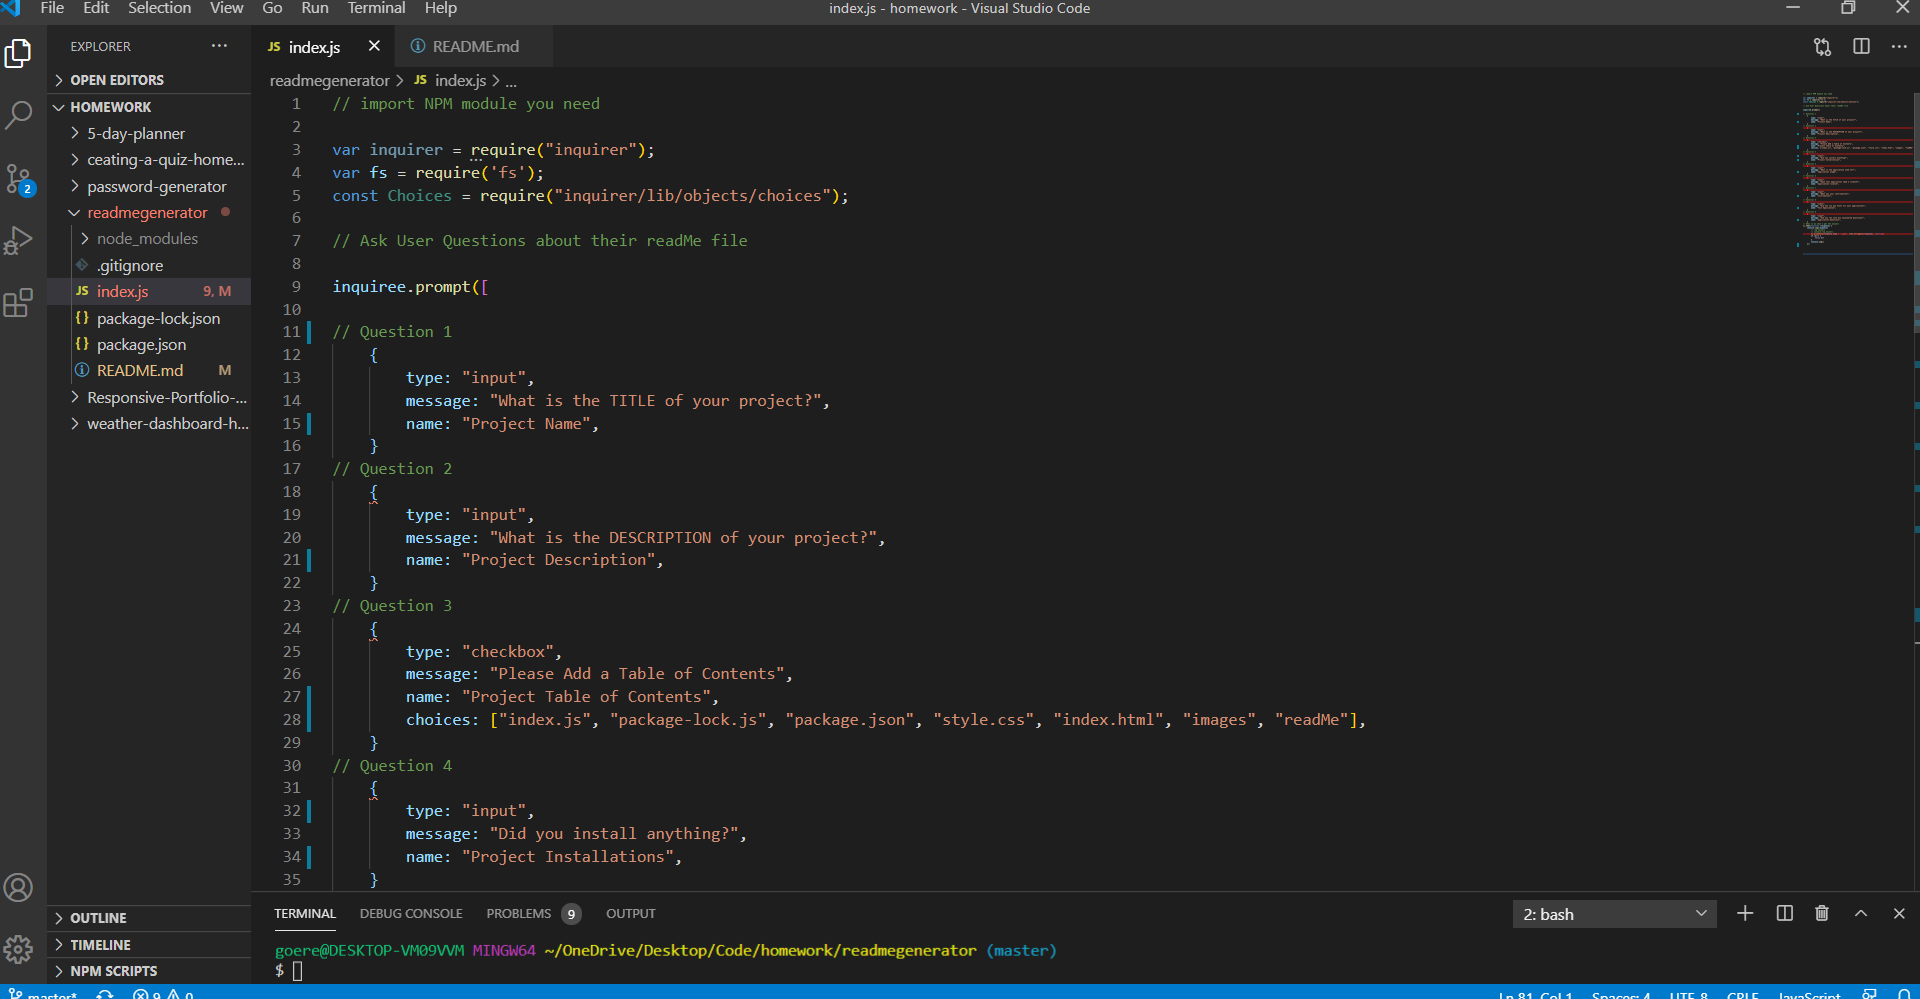 File Edit Selection View Go Run Terminal Help
index.js - homework - Visual Studio Code
EXPLORER ...
JS index.js
README.md
OPEN EDITORS
readmegenerator > JS index.js > ...
HOMEWORK
5-day-planner
ceating-a-quiz-home...
password-generator
readmegenerator
node_modules
.gitignore
JS index.js 9, M
{} package-lock.json
{} package.json
README.md M
Responsive-Portfolio-...
weather-dashboard-h...
2
OUTLINE
TIMELINE
NPM SCRIPTS
1 // import NPM module you need
2
3 var inquirer = require("inquirer");
4 var fs = require('fs');
5 const Choices = require("inquirer/lib/objects/choices");
6
7 // Ask User Questions about their readMe file
8
9 inquiree.prompt([
10
11 // Question 1
12 {
13 type: "input",
14 message: "What is the TITLE of your project?",
15 name: "Project Name",
16 }
17 // Question 2
18 {
19 type: "input",
20 message: "What is the DESCRIPTION of your project?",
21 name: "Project Description",
22 }
23 // Question 3
24 {
25 type: "checkbox",
26 message: "Please Add a Table of Contents",
27 name: "Project Table of Contents",
28 choices: ["index.js", "package-lock.js", "package.json", "style.css", "index.html", "images", "readMe"],
29 }
30 // Question 4
31 {
32 type: "input",
33 message: "Did you install anything?",
34 name: "Project Installations",
35 }
TERMINAL DEBUG CONSOLE PROBLEMS 9 OUTPUT
2: bash
goere@DESKTOP-VM09VVM MINGW64 ~/OneDrive/Desktop/Code/homework/readmegenerator (master)
$
master* 9 0
Ln 81, Col 1 Spaces: 4 UTF-8 CRLF JavaScript